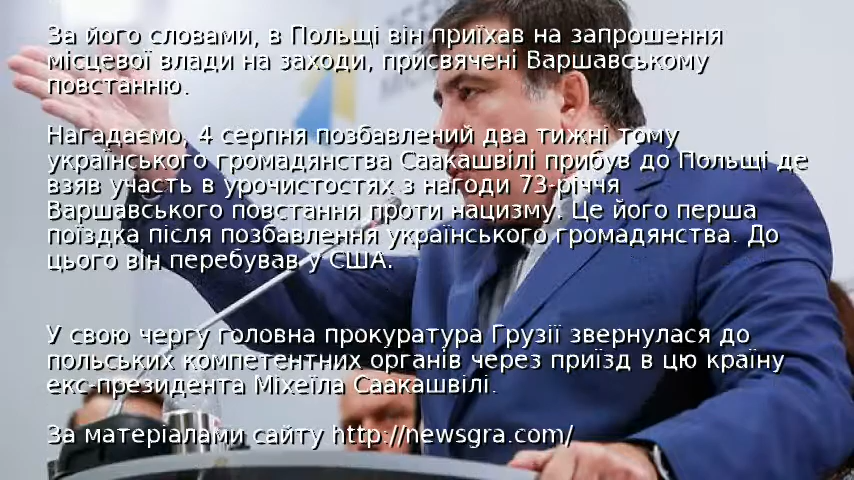 За його словами, в Польщі він приїхав на запрошення
місцевої влади на заходи, присвячені Варшавському
повстанню.
Нагадаємо, 4 серпня позбавлений два тижні тому
українського громадянства Саакашвілі прибув до Польщі де
взяв участь в урочистостях з нагоди 73-річчя
Варшавського повстання проти нацизму. Це його перша
поїздка після позбавлення українського громадянства. До
цього він перебував у США.
У свою чергу головна прокуратура Грузії звернулася до
польських компетентних органів через приїзд в цю країну
екс-президента Міхеїла Саакашвілі.
За матеріалами сайту http://newsgra.com/